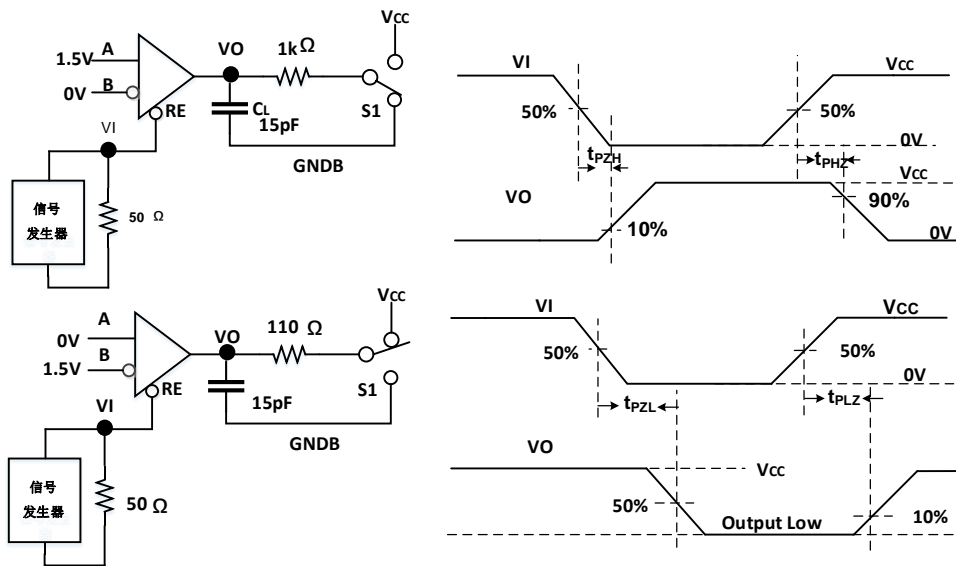 VCC
A
1.5V
VO
1kΩ
0V
B
RE
CL
15pF
S1
VI
GNDB
信号
发生器
50 Ω
VI
VCC
50%
50%
tPZH
0V
tPHZ
VCC
VO
90%
10%
0V
VCC
A
0V
VO
110 Ω
B
1.5V
RE
15pF
S1
VI
GNDB
信号
发生器
50Ω
VI
VCC
50%
50%
0V
tPZL
tPLZ
VO
VCC
50%
Output Low
10%